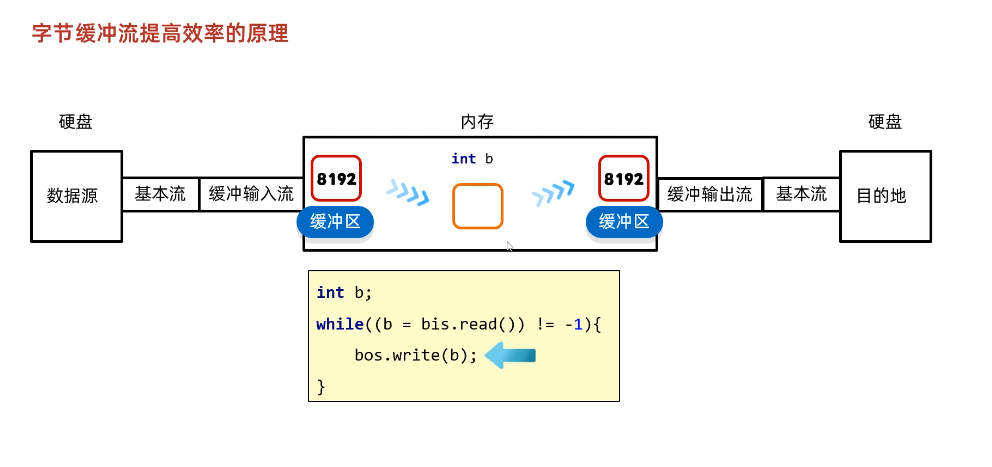 字节缓冲流提高效率的原理
硬盘
内存
硬盘
数据源
基本流
缓冲输入流
8192
缓冲区
int b
8192
缓冲区
缓冲输出流
基本流
目的地
int b;
while((b = bis.read()) != -1){
bos.write(b);
}